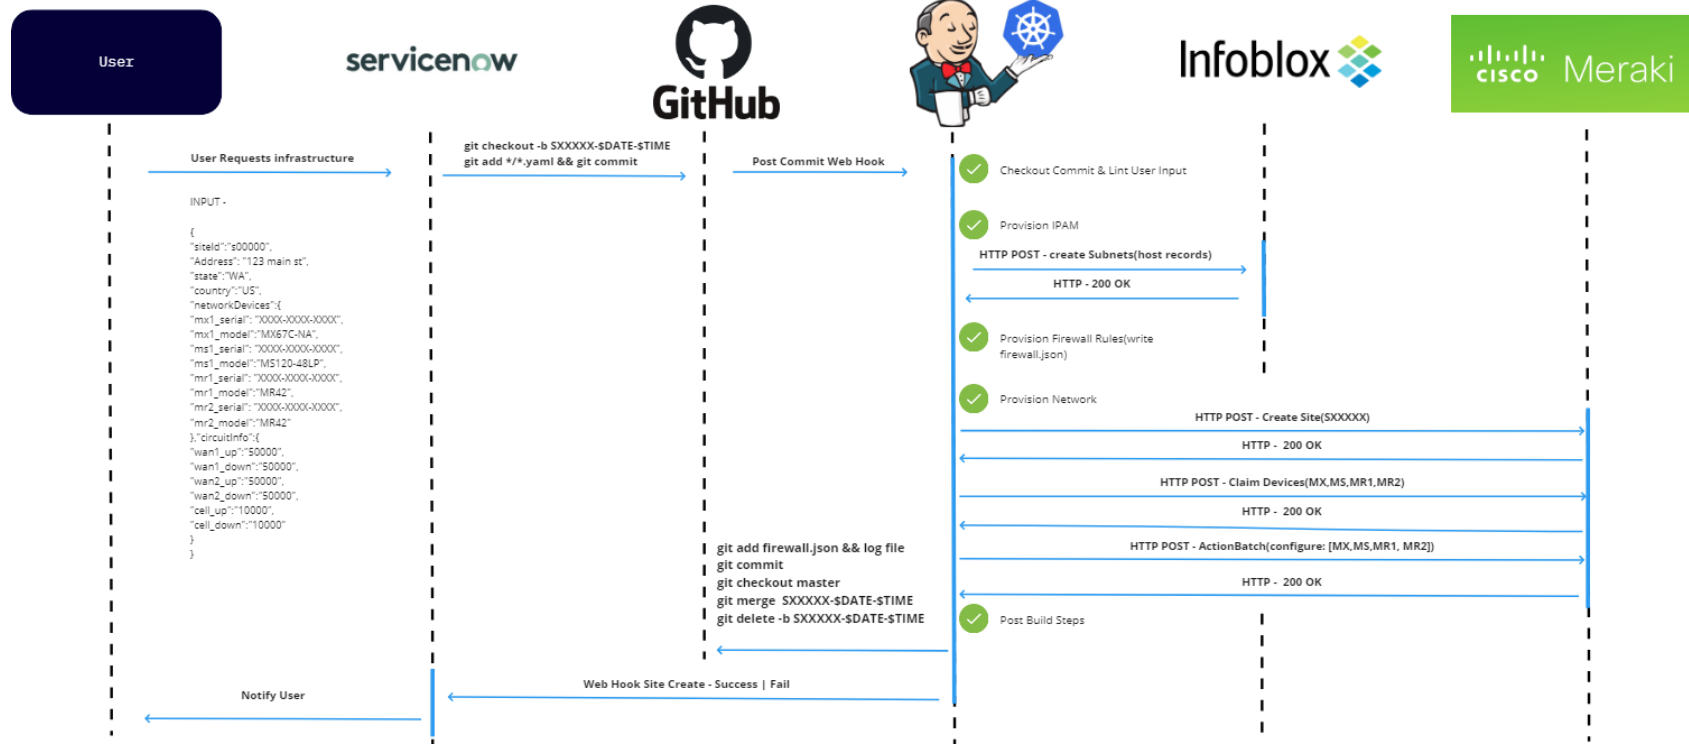 User
servicenow
GitHub
Infoblox
CISCO Meraki
User Requests infrastructure
git checkout -b SXXXXX-$DATE-$TIME
git add */*.yaml && git commit
Post Commit Web Hook
Checkout Commit & Lint User Input
INPUT -
{
"siteId":"s00000",
"Address": "123 main st",
"state":"WA",
"country":"US",
"networkDevices":{
"mx1_serial": "XXXX-XXXX-XXXX",
"mx1_model":"MX67C-NA",
"ms1_serial": "XXXX-XXXX-XXXX",
"ms1_model":"MS120-48LP",
"mr1_serial": "XXXX-XXXX-XXXX",
"mr1_model":"MR42",
"mr2_serial": "XXXX-XXXX-XXXX",
"mr2_model":"MR42"
},"circuitInfo":{
"wan1_up":"50000",
"wan1_down":"50000",
"wan2_up":"50000",
"wan2_down":"50000",
"cell_up":"10000",
"cell_down":"10000"
}
}
Provision IPAM
HTTP POST - create Subnets(host records)
HTTP - 200 OK
Provision Firewall Rules(write
firewall.json)
Provision Network
HTTP POST - Create Site(SXXXXX)
HTTP - 200 OK
HTTP POST - Claim Devices(MX,MS,MR1,MR2)
HTTP - 200 OK
HTTP POST - ActionBatch(configure: [MX,MS,MR1, MR2])
HTTP - 200 OK
git add firewall.json && log file
git commit
git checkout master
git merge SXXXXX-$DATE-$TIME
git delete -b SXXXXX-$DATE-$TIME
Post Build Steps
Web Hook Site Create - Success | Fail
Notify User